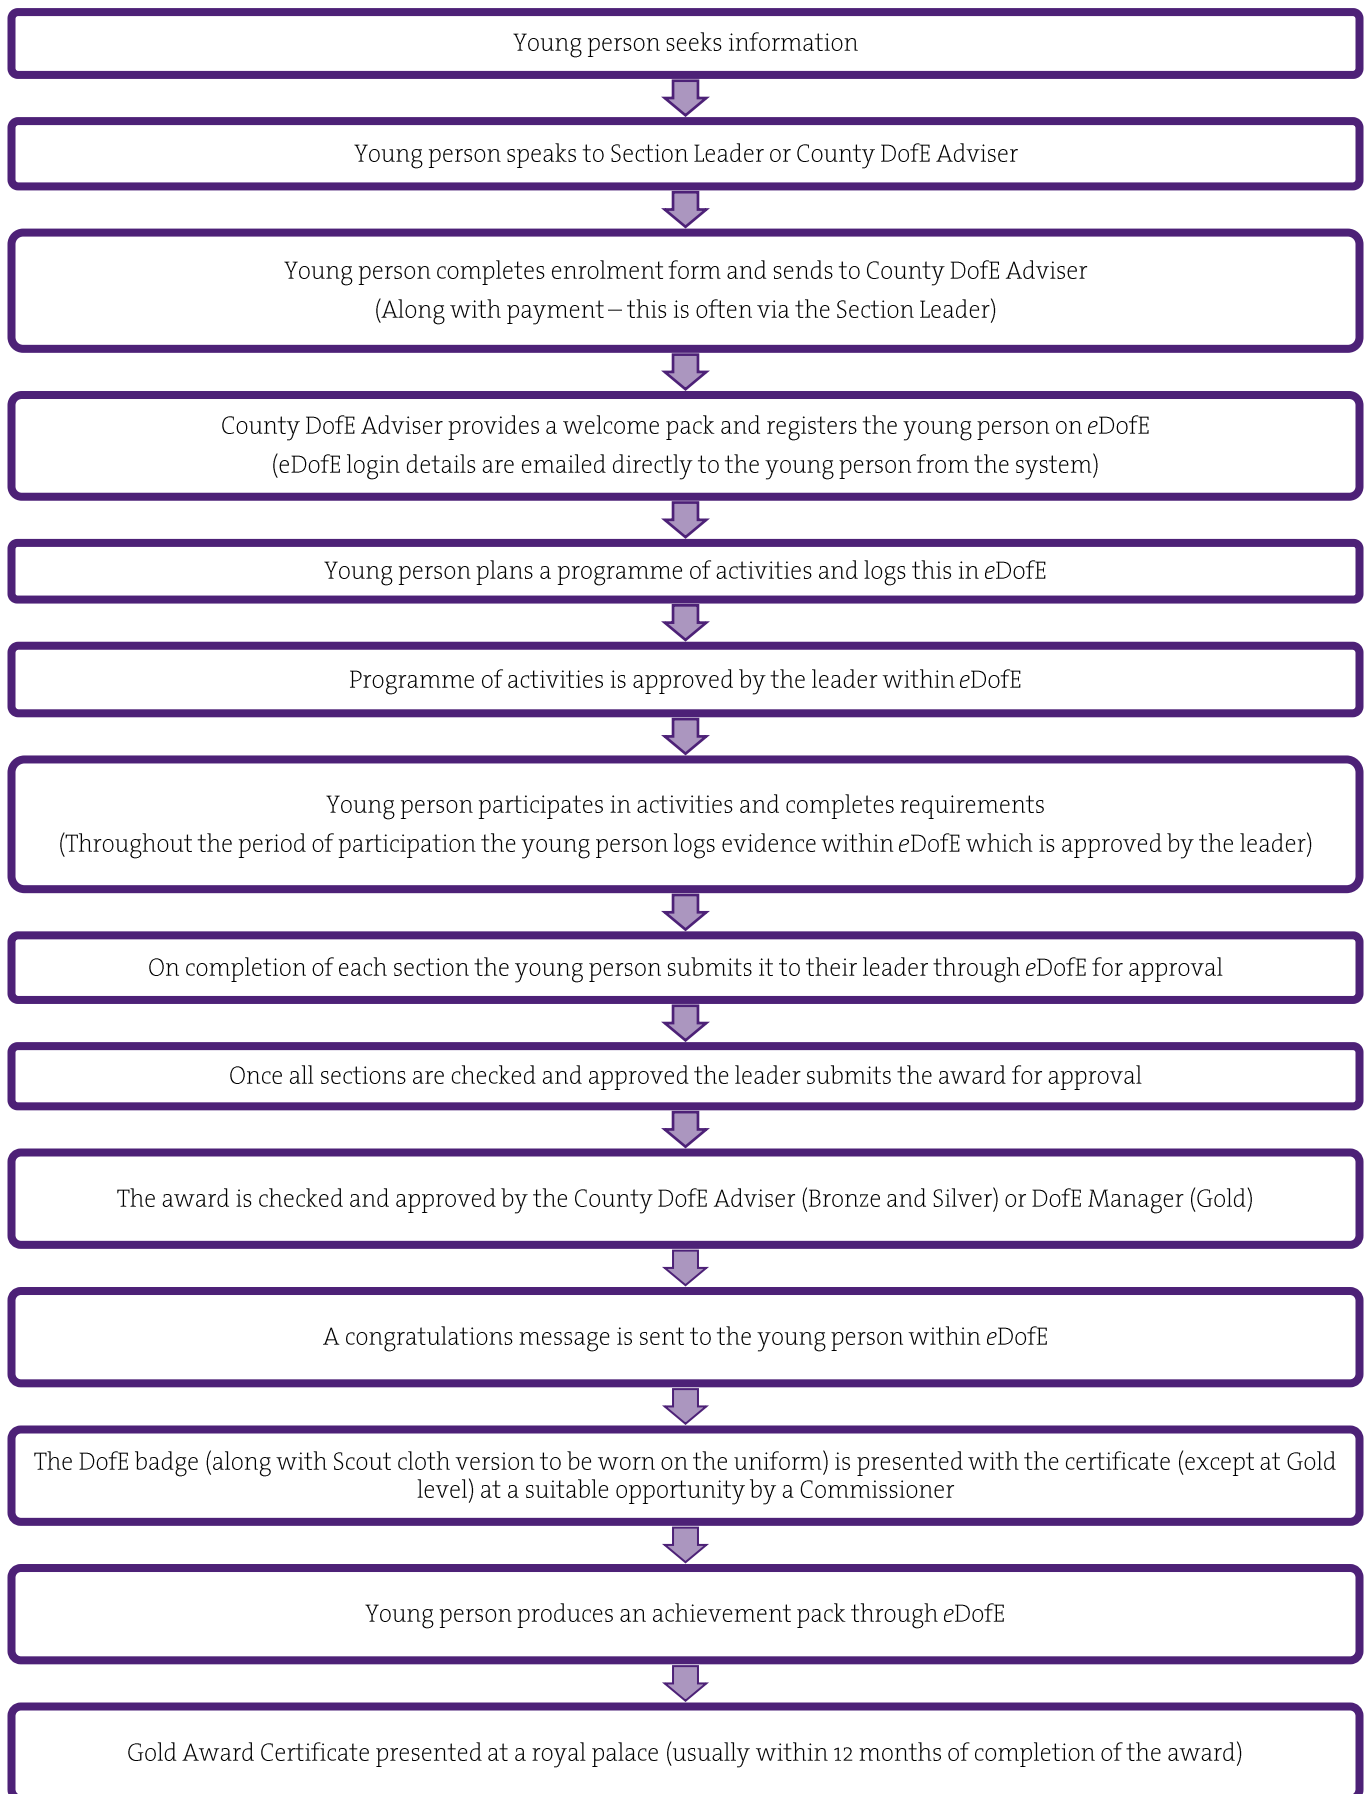 Young person seeks information
Young person speaks to Section Leader or County DofE Adviser
Young person completes enrolment form and sends to County DofE Adviser
(Along with payment – this is often via the Section Leader)
County DofE Adviser provides a welcome pack and registers the young person on eDofE
(eDofE login details are emailed directly to the young person from the system)
Young person plans a programme of activities and logs this in eDofE
Programme of activities is approved by the leader within eDofE
Young person participates in activities and completes requirements
(Throughout the period of participation the young person logs evidence within eDofE which is approved by the leader)
On completion of each section the young person submits it to their leader through eDofE for approval
Once all sections are checked and approved the leader submits the award for approval
The award is checked and approved by the County DofE Adviser (Bronze and Silver) or DofE Manager (Gold)
A congratulations message is sent to the young person within eDofE
The DofE badge (along with Scout cloth version to be worn on the uniform) is presented with the certificate (except at Gold
level) at a suitable opportunity by a Commissioner
Young person produces an achievement pack through eDofE
Gold Award Certificate presented at a royal palace (usually within 12 months of completion of the award)